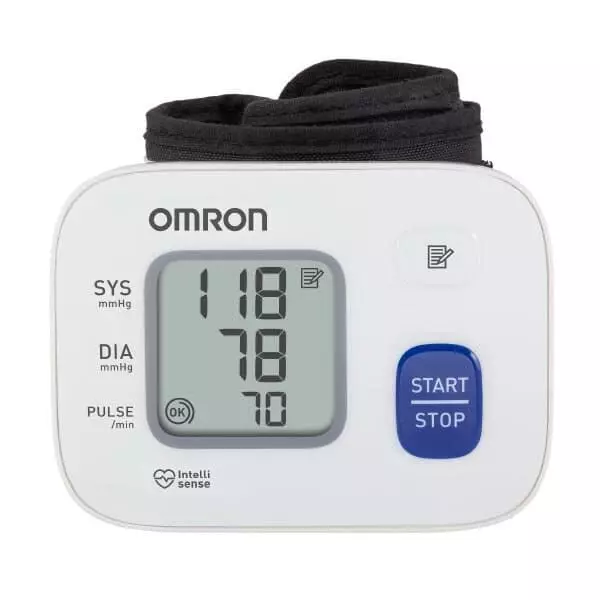 OMRON
SYS
mmHg
118
DIA
mmHg
78
PULSE
/min
OK
70
START
STOP
Intelli
sense